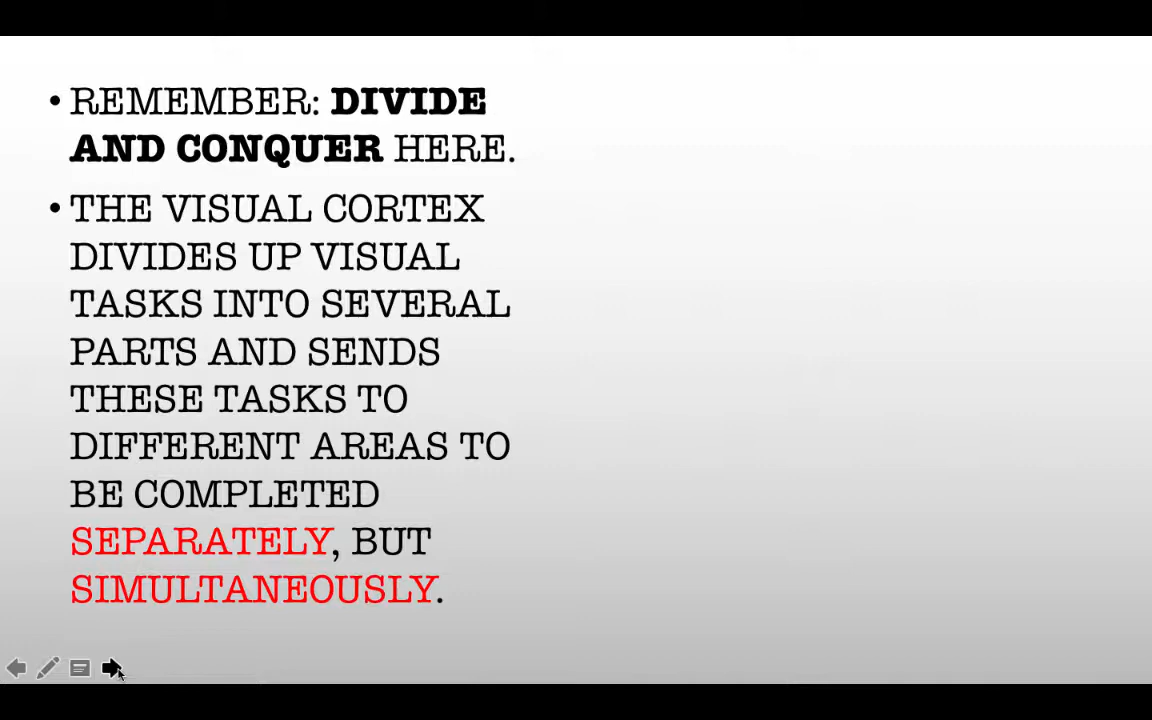 • REMEMBER: DIVIDE
AND CONQUER HERE.
• THE VISUAL CORTEX
DIVIDES UP VISUAL
TASKS INTO SEVERAL
PARTS AND SENDS
THESE TASKS TO
DIFFERENT AREAS TO
BE COMPLETED
SEPARATELY, BUT
SIMULTANEOUSLY.